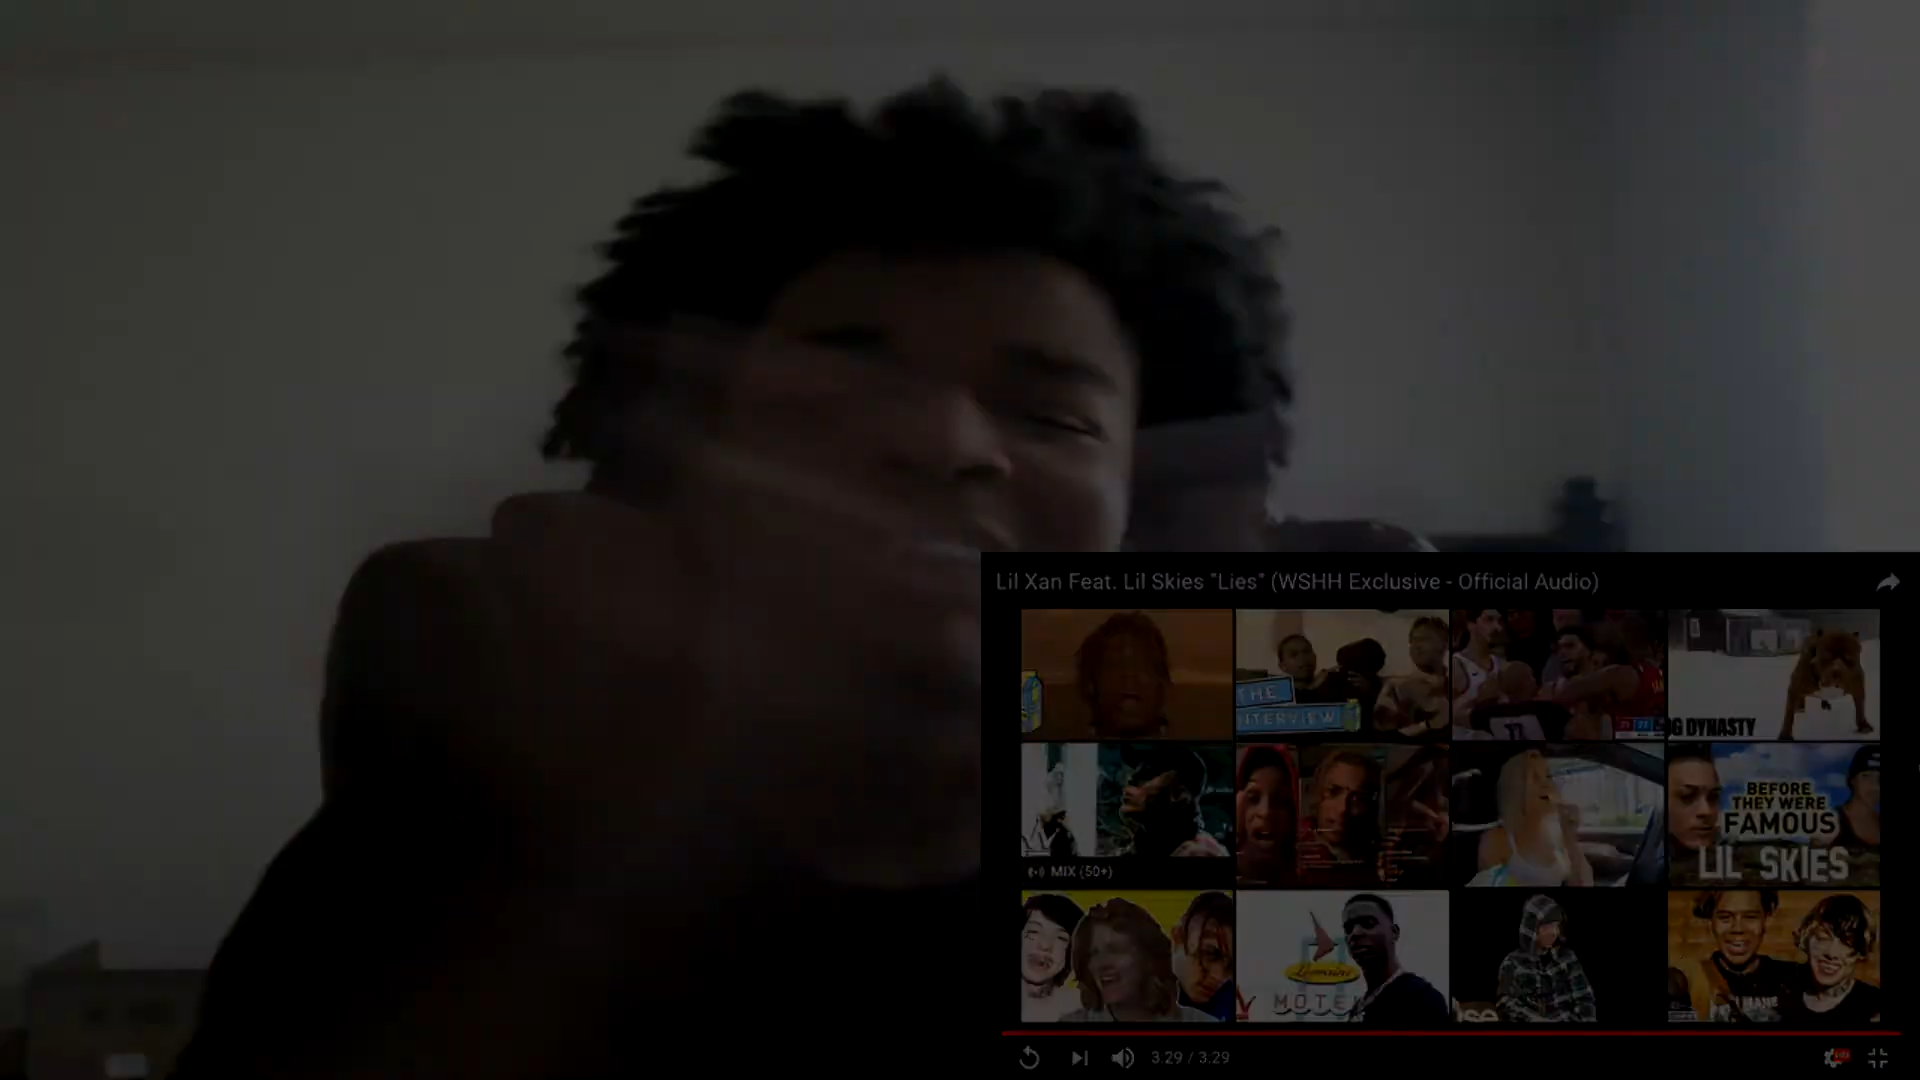 Lil Xan Feat. Lil Skies "Lies" (WSHH Exclusive - Official Audio)
THE
INTERVIEW
DYNASTY
MIX (50+)
BEFORE
THEY WERE
FAMOUS
LIL SKIES
MOTEL
3.29 / 3.29